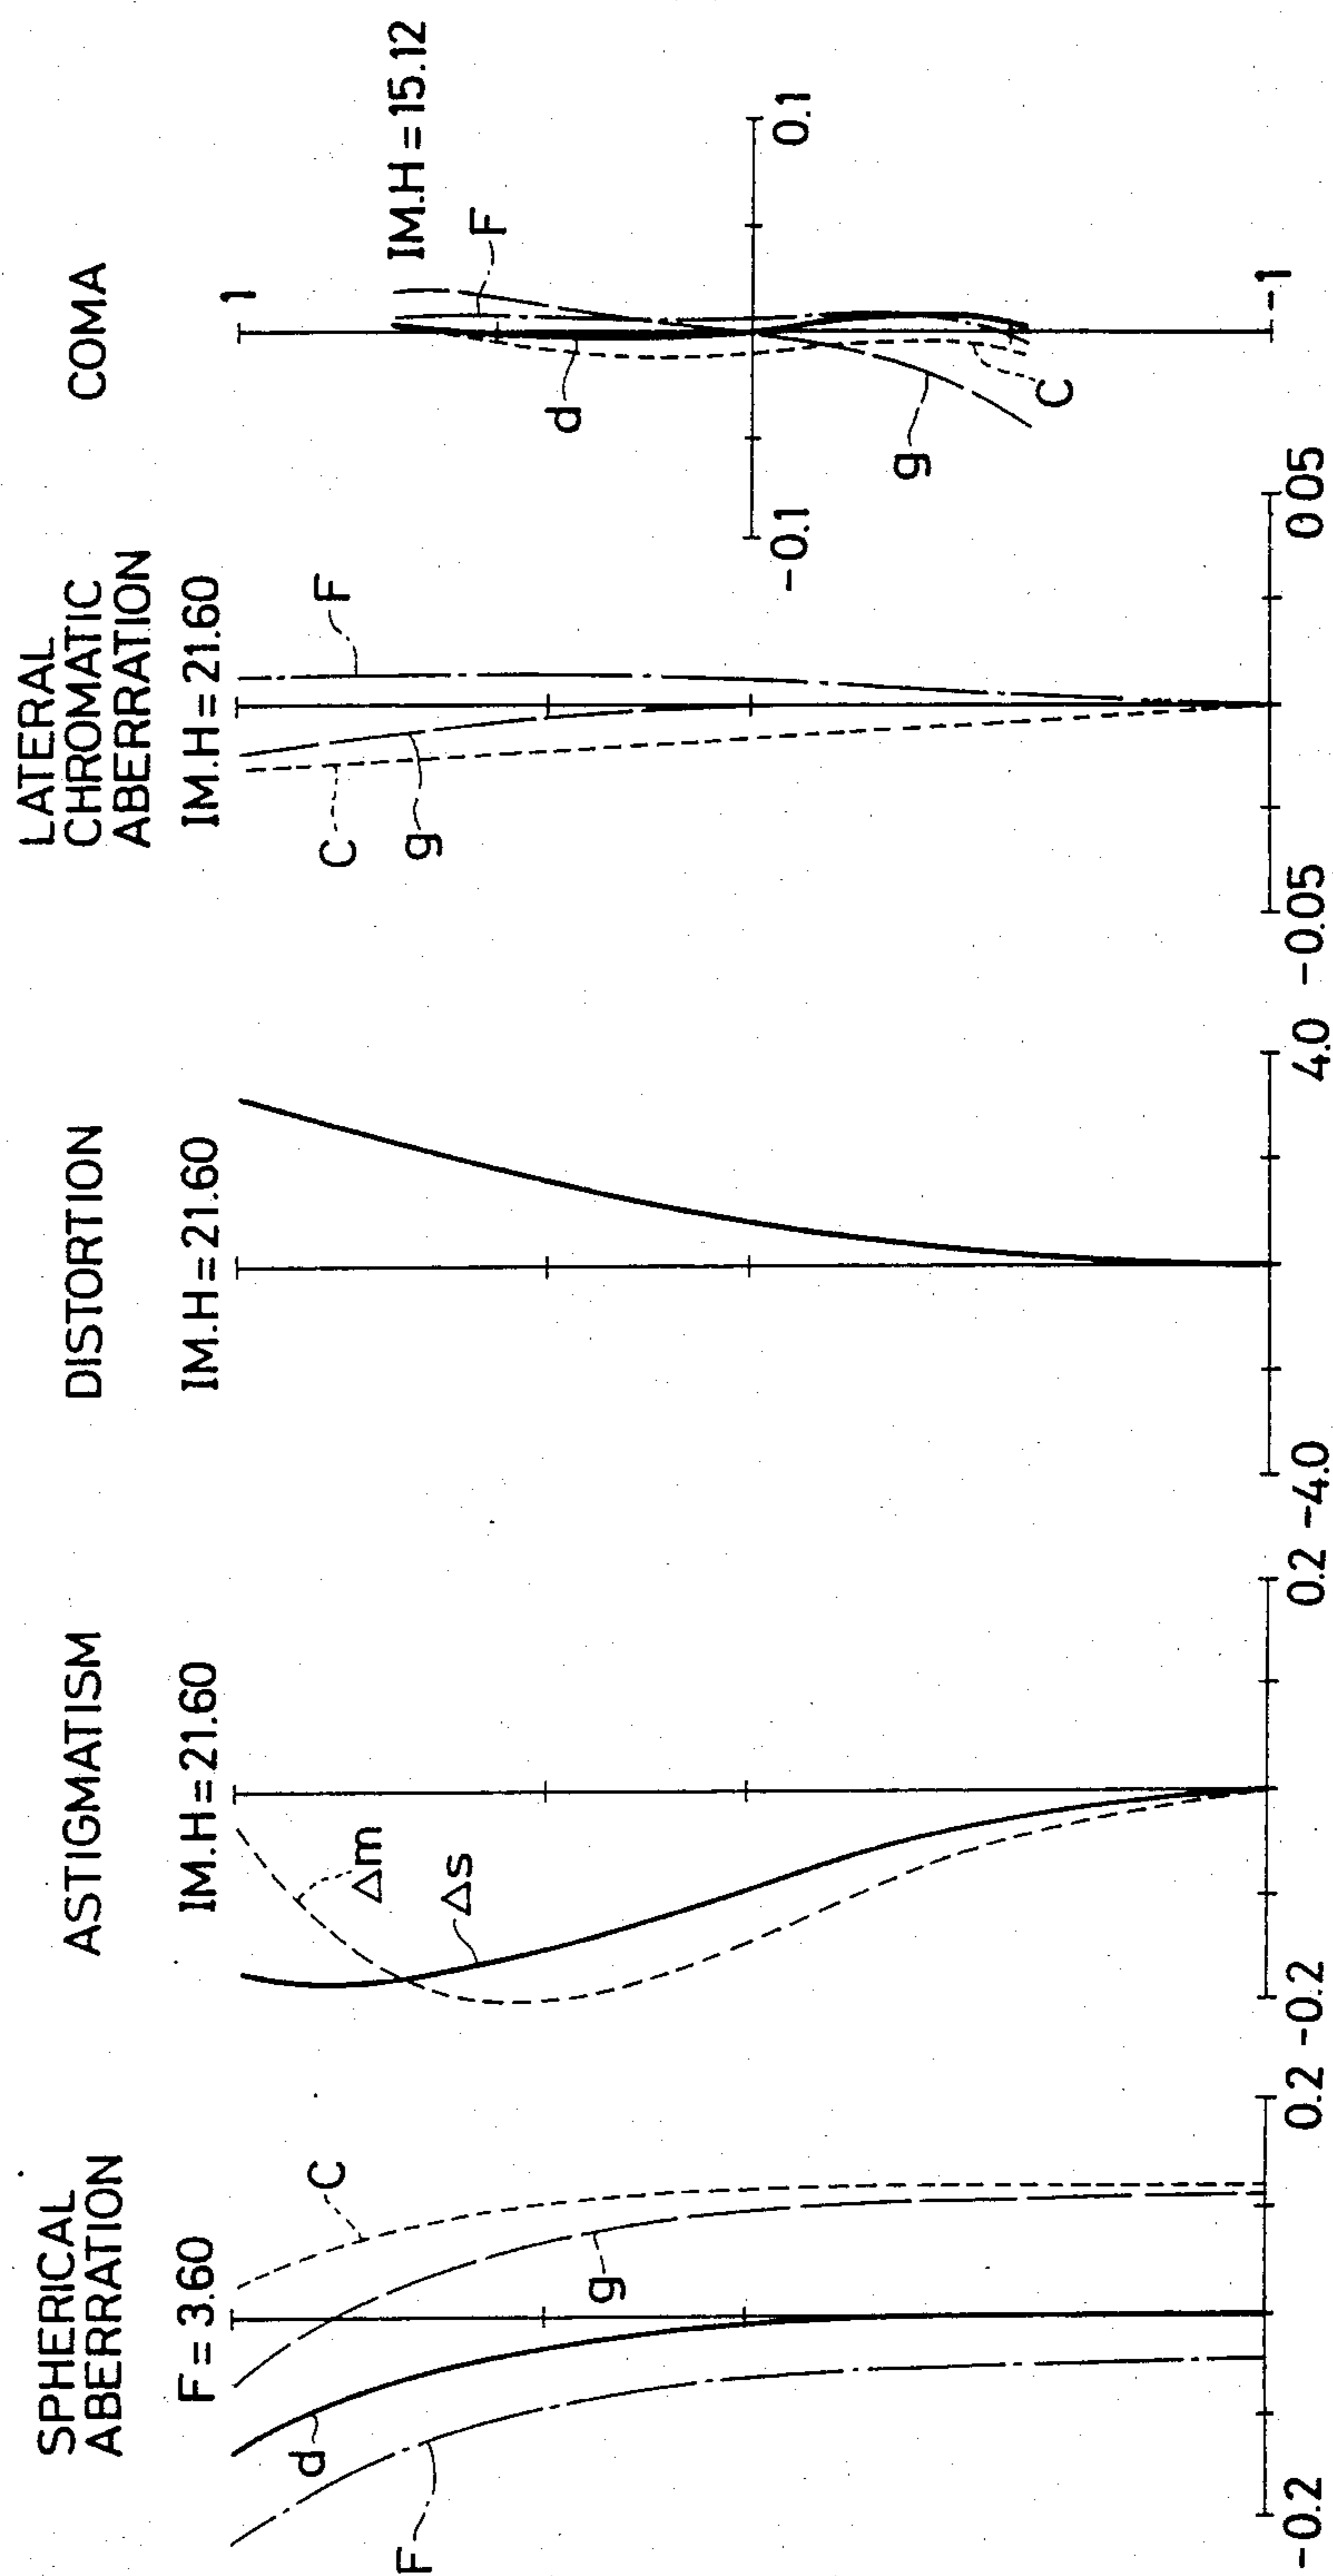 SPHERICAL
ABERRATION
F = 3.60
C
g
d
F
-0.2
0.2
ASTIGMATISM
IM.H = 21.60
Δm
Δs
-0.2
0.2
DISTORTION
IM.H = 21.60
-4.0
4.0
LATERAL
CHROMATIC
ABERRATION
IM.H = 21.60
F
C
g
-0.05
0 05
COMA
1
IM.H = 15.12
F
d
0.1
-0.1
g
C
-1